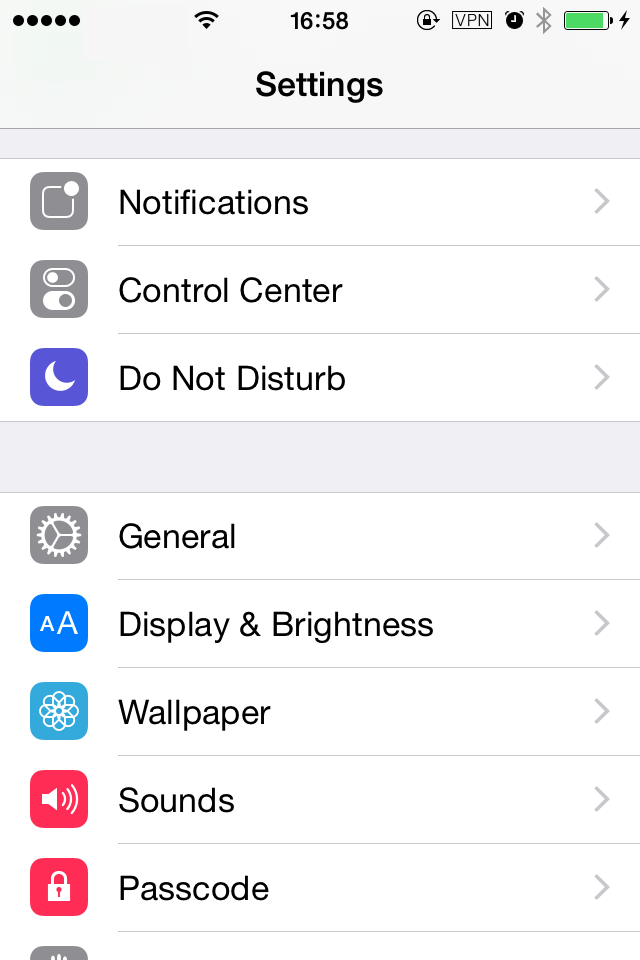 16:58 VPN
Settings
Notifications
Control Center
Do Not Disturb
General
AA Display & Brightness
Wallpaper
Sounds
Passcode